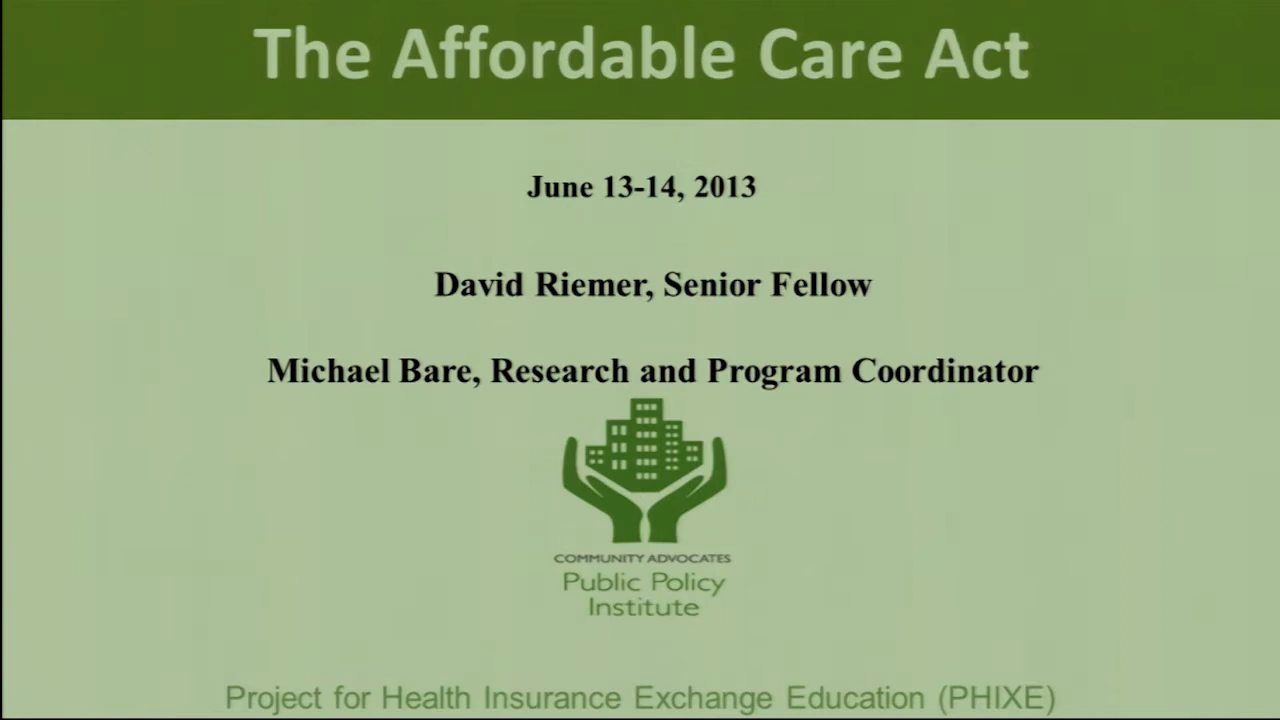 The Affordable Care Act
June 13-14, 2013
David Riemer, Senior Fellow
Michael Bare, Research and Program Coordinator
COMMUNITY ADVOCATES
Public Policy
Institute
Project for Health Insurance Exchange Education (PHIXE)